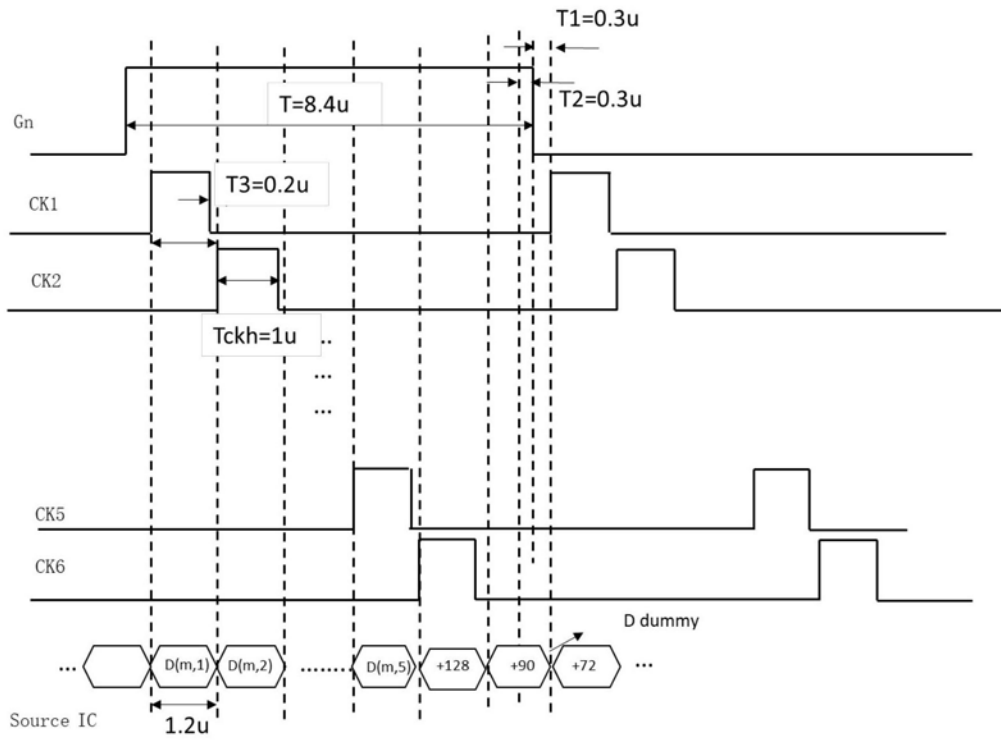 T1=0.3u
T=8.4u
T2=0.3u
Gn
T3=0.2u
CK1
CK2
Tckh=1u
...
...
...
CK5
CK6
D dummy
... D(m,1) D(m,2) ........ D(m,5) +128 +90 +72 ...
Source IC
1.2u